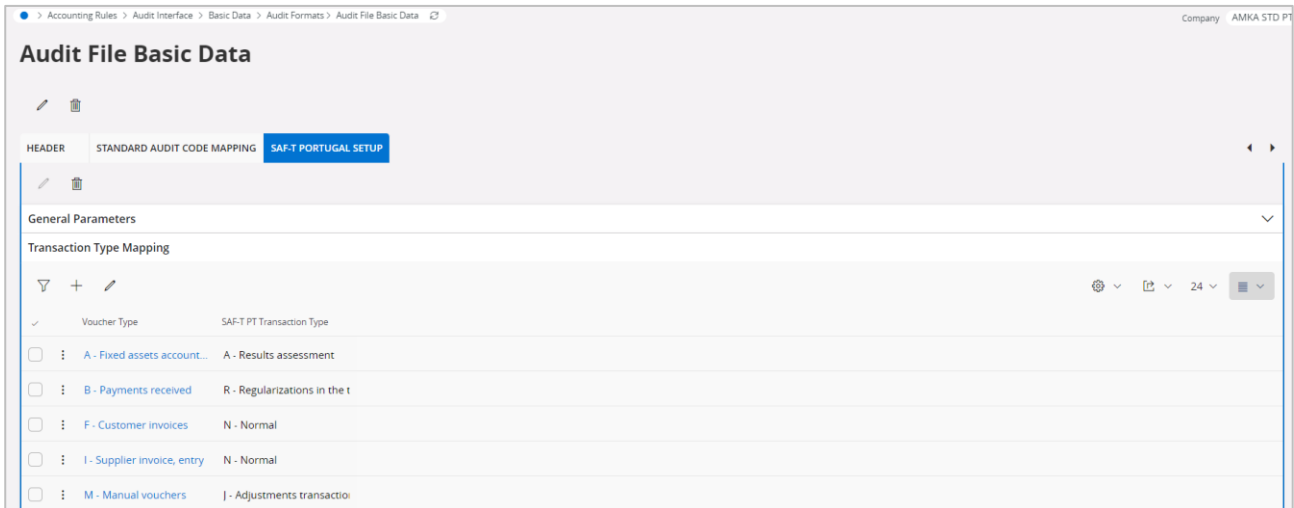 > Accounting Rules > Audit Interface > Basic Data > Audit Formats > Audit File Basic Data
Company AMKA STD PT
Audit File Basic Data
HEADER STANDARD AUDIT CODE MAPPING SAF-T PORTUGAL SETUP
General Parameters
Transaction Type Mapping
24
Voucher Type SAF-T PT Transaction Type
A - Fixed assets account... A - Results assessment
B - Payments received R - Regularizations in the t
F - Customer invoices N - Normal
I - Supplier invoice, entry N - Normal
M - Manual vouchers J - Adjustments transaction